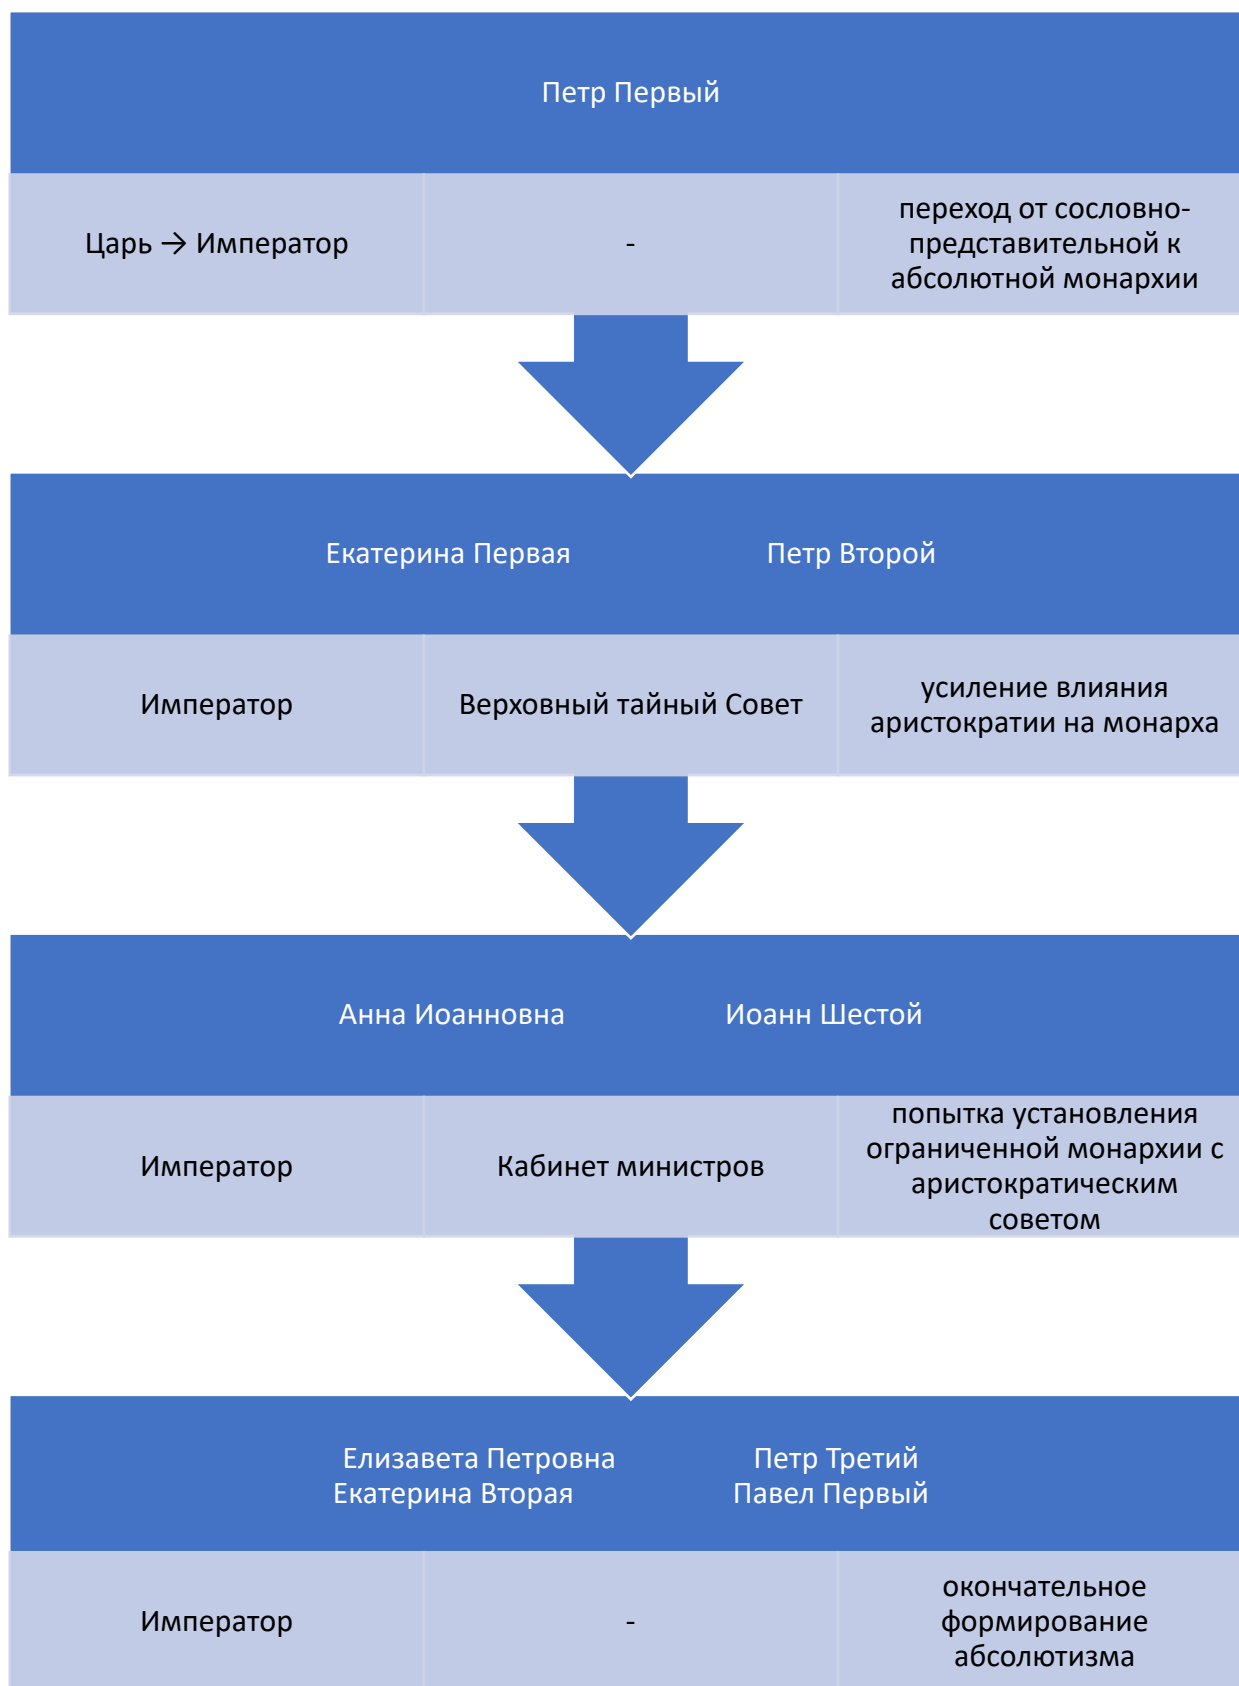 Петр Первый
Царь → Император
-
переход от сословно-
представительной к
абсолютной монархии
Екатерина Первая Петр Второй
Император
Верховный тайный Совет
усиление влияния
аристократии на монарха
Анна Иоанновна Иоанн Шестой
Император
Кабинет министров
попытка установления
ограниченной монархии с
аристократическим
советом
Елизавета Петровна Петр Третий
Екатерина Вторая Павел Первый
Император
-
окончательное
формирование
абсолютизма